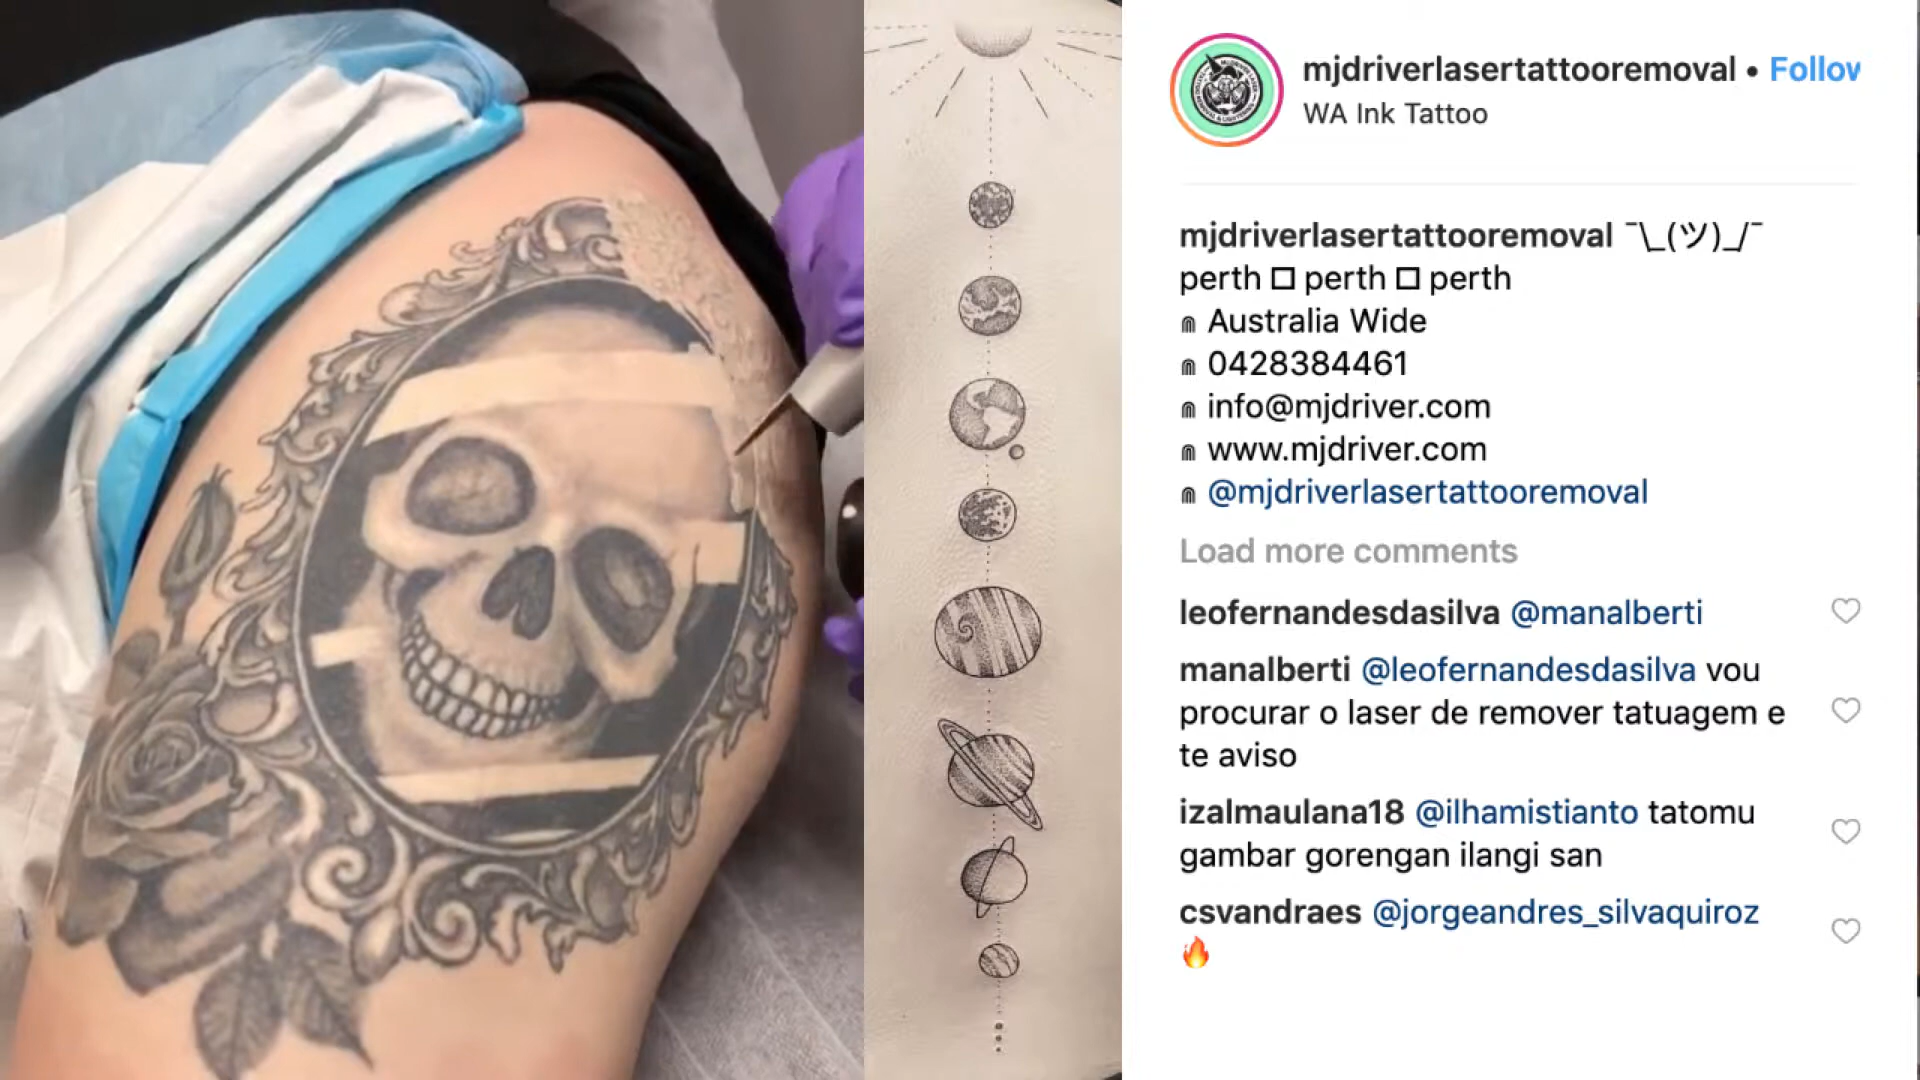 mjdriverlasertattooremoval • Follow
WA Ink Tattoo
mjdriverlasertattooremoval ¯\_(ツ)_/¯
perth □ perth □ perth
⋒ Australia Wide
⋒ 0428384461
⋒ info@mjdriver.com
⋒ www.mjdriver.com
⋒ @mjdriverlasertattooremoval
Load more comments
leofernandesdasilva @manalberti
manalberti @leofernandesdasilva vou
procurar o laser de remover tatuagem e
te aviso
izalmaulana18 @ilhamistianto tatomu
gambar gorengan ilangi san
csvandraes @jorgeandres_silvaquiroz
🔥